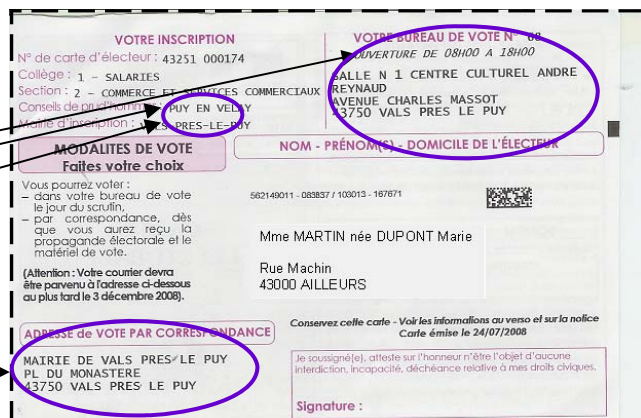 VOTRE INSCRIPTION
N° de carte d'électeur : 43251 000174
Collège : 1 - SALARIES
Section : 2 - COMMERCE ET SERVICES COMMERCIAUX
Conseils de prud'hommes : PUY EN VELAY
Mairie d'inscription : VALS-PRES-LE-PUY
VOTRE BUREAU DE VOTE N° 08
OUVERTURE DE 08H00 A 18H00
SALLE N 1 CENTRE CULTUREL ANDRE
REYNAUD
AVENUE CHARLES MASSOT
43750 VALS PRES LE PUY
MODALITES DE VOTE
Faites votre choix
Vous pourrez voter :
– dans votre bureau de vote
le jour du scrutin,
– par correspondance, dès
que vous aurez reçu la
propagande électorale et le
matériel de vote.
(Attention : Votre courrier devra
être parvenu à l'adresse ci-dessous
au plus tard le 3 décembre 2008).
NOM - PRÉNOM(S) - DOMICILE DE L'ÉLECTEUR
562149011 - 083837 / 103013 - 167671
Mme MARTIN née DUPONT Marie
Rue Machin
43000 AILLEURS
ADRESSE de VOTE PAR CORRESPONDANCE
MAIRIE DE VALS PRES LE PUY
PL DU MONASTERE
43750 VALS PRES LE PUY
Conservez cette carte - Voir les informations au verso et sur la notice
Carte émise le 24/07/2008
Je soussigné(e), atteste sur l'honneur n'être l'objet d'aucune
interdiction, incapacité, déchéance relative à mes droits civiques.
Signature :